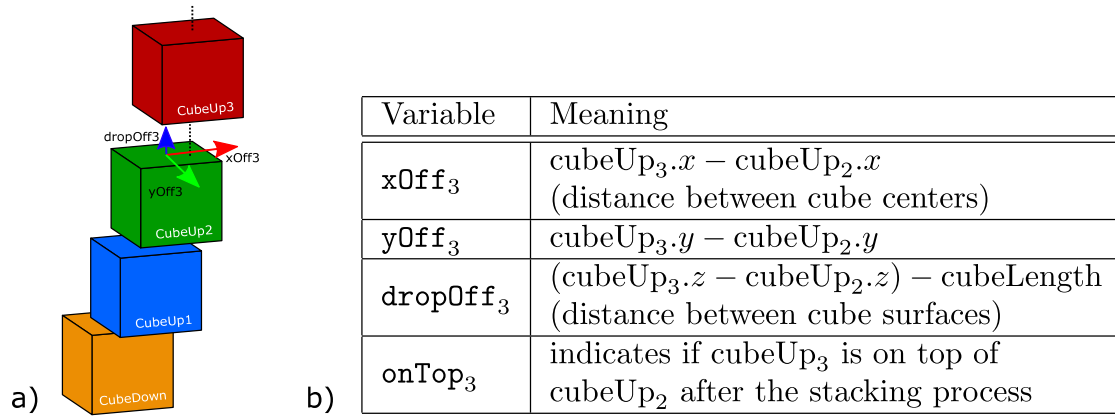 CubeUp3
dropOff3
xOff3
yOff3
CubeUp2
CubeUp1
CubeDown
a)
b)
Variable Meaning
xOff₃ cubeUp₃.x − cubeUp₂.x
(distance between cube centers)
yOff₃ cubeUp₃.y − cubeUp₂.y
dropOff₃ (cubeUp₃.z − cubeUp₂.z) − cubeLength
(distance between cube surfaces)
onTop₃ indicates if cubeUp₃ is on top of
cubeUp₂ after the stacking process